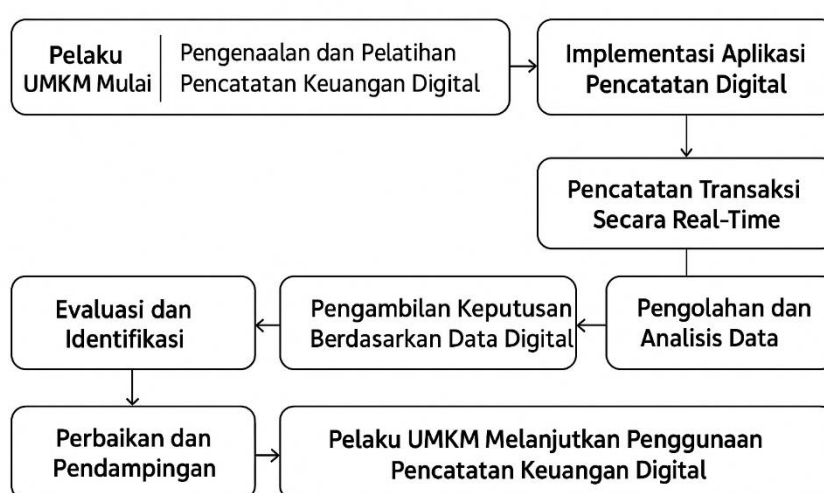 Pelaku
UMKM Mulai
Pengenaalan dan Pelatihan
Pencatatan Keuangan Digital
Implementasi Aplikasi
Pencatatan Digital
Pencatatan Transaksi
Secara Real-Time
Pengolahan dan
Analisis Data
Pengambilan Keputusan
Berdasarkan Data Digital
Evaluasi dan
Identifikasi
Perbaikan dan
Pendampingan
Pelaku UMKM Melanjutkan Penggunaan
Pencatatan Keuangan Digital